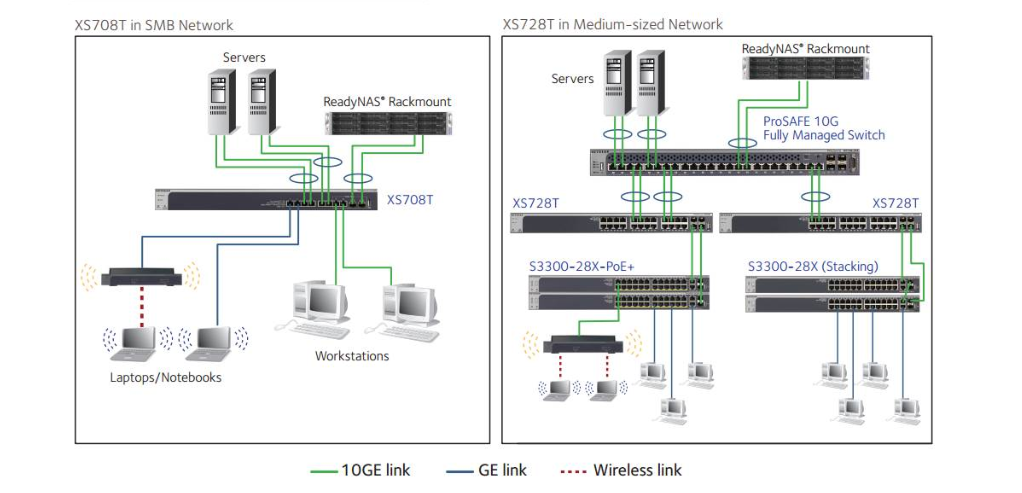 XS708T in SMB Network
Servers
ReadyNAS® Rackmount
XS708T
Laptops/Notebooks
Workstations
XS728T in Medium-sized Network
Servers
ReadyNAS® Rackmount
ProSAFE 10G
Fully Managed Switch
XS728T
XS728T
S3300-28X-PoE+
S3300-28X (Stacking)
10GE link
GE link
Wireless link